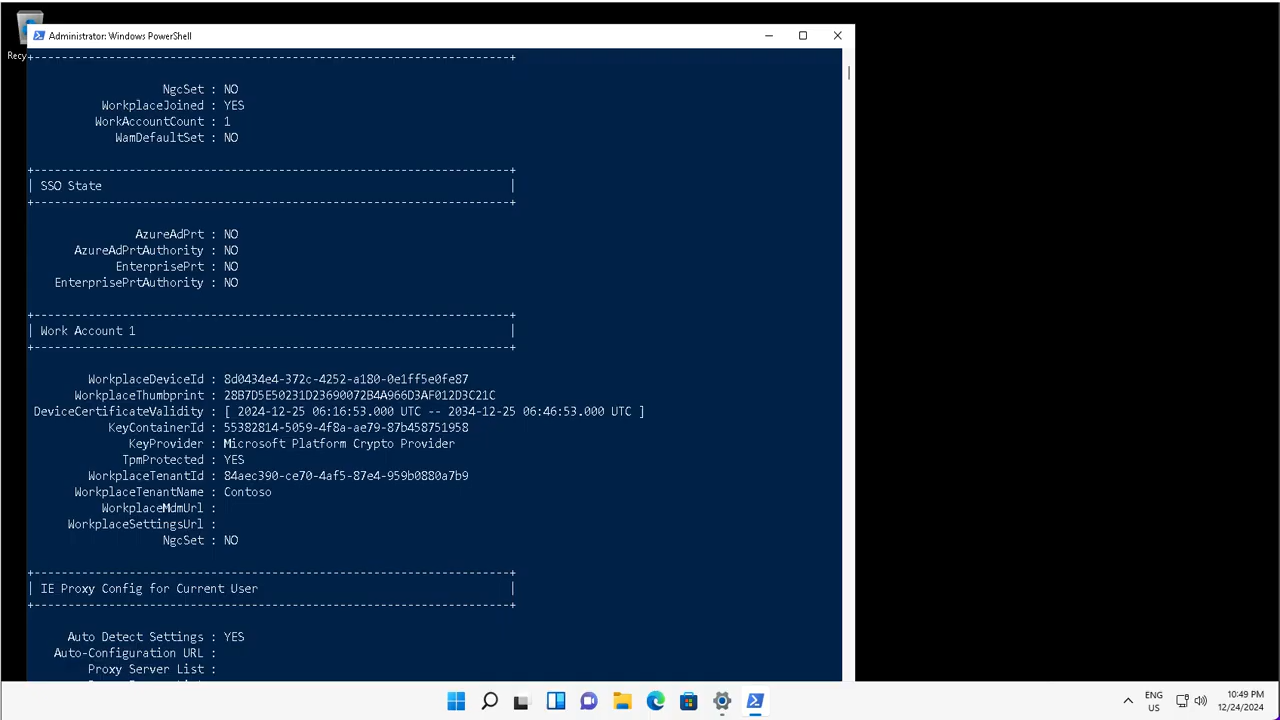 Recy
Administrator: Windows PowerShell
+----------------------------------------------------------------------+
NgcSet : NO
WorkplaceJoined : YES
WorkAccountCount : 1
WamDefaultSet : NO
+----------------------------------------------------------------------+
| SSO State |
+----------------------------------------------------------------------+
AzureAdPrt : NO
AzureAdPrtAuthority : NO
EnterprisePrt : NO
EnterprisePrtAuthority : NO
+----------------------------------------------------------------------+
| Work Account 1 |
+----------------------------------------------------------------------+
WorkplaceDeviceId : 8d0434e4-372c-4252-a180-0e1ff5e0fe87
WorkplaceThumbprint : 28B7D5E50231D23690072B4A966D3AF012D3C21C
DeviceCertificateValidity : [ 2024-12-25 06:16:53.000 UTC -- 2034-12-25 06:46:53.000 UTC ]
KeyContainerId : 55382814-5059-4f8a-ae79-87b458751958
KeyProvider : Microsoft Platform Crypto Provider
TpmProtected : YES
WorkplaceTenantId : 84aec390-ce70-4af5-87e4-959b0880a7b9
WorkplaceTenantName : Contoso
WorkplaceMdmUrl :
WorkplaceSettingsUrl :
NgcSet : NO
+----------------------------------------------------------------------+
| IE Proxy Config for Current User |
+----------------------------------------------------------------------+
Auto Detect Settings : YES
Auto-Configuration URL :
Proxy Server List :
ENG
US
10:49 PM
12/24/2024